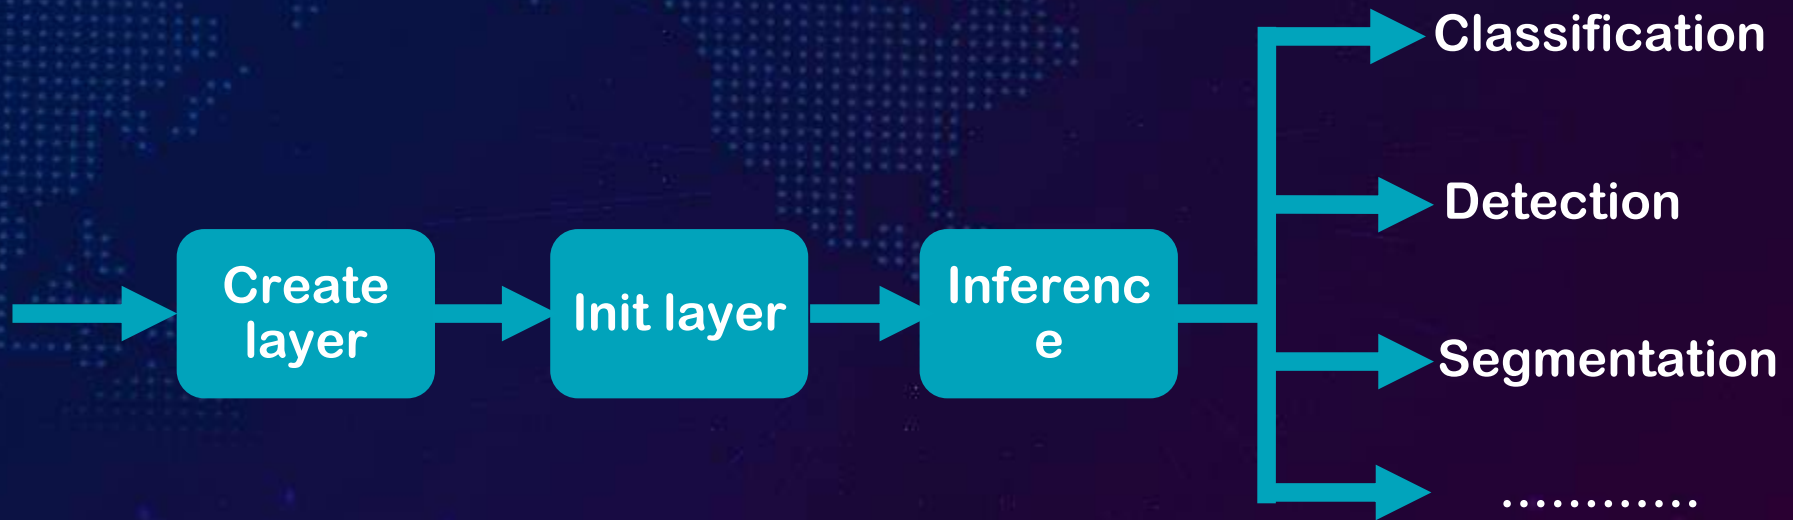 Create
layer
Init layer
Inferenc
e
Classification
Detection
Segmentation
............